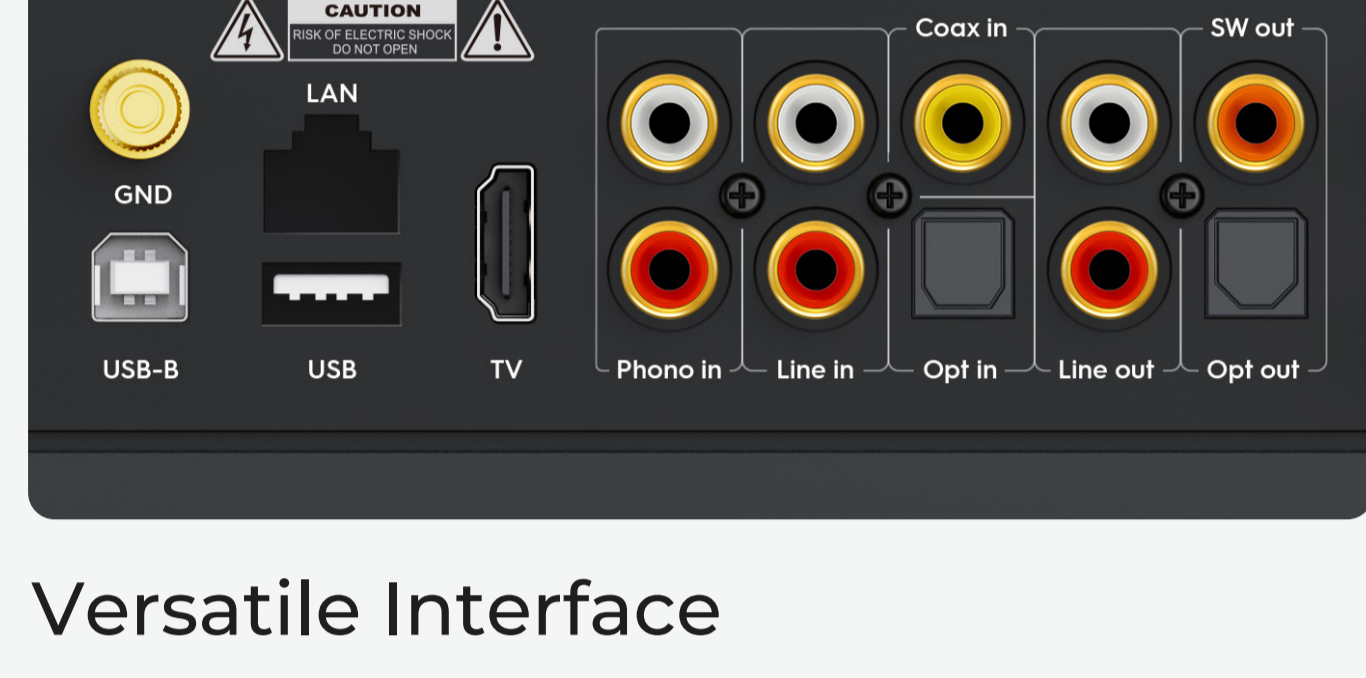 CAUTION
RISK OF ELECTRIC SHOCK
DO NOT OPEN
LAN
GND
USB-B
USB
TV
Coax in
SW out
Phono in
Line in
Opt in
Line out
Opt out
Versatile Interface